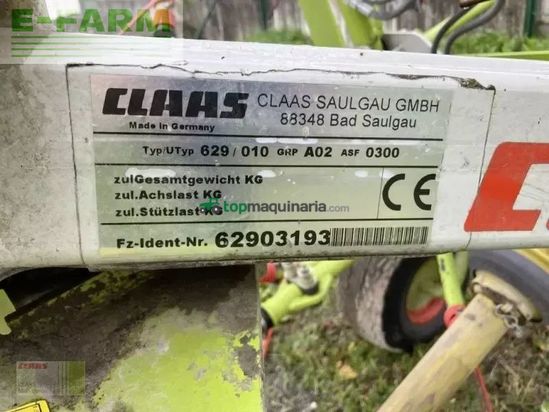 E-FARM
CLAAS
CLAAS SAULGAU GMBH
88348 Bad Saulgau
Made in Germany
Typ/UTyp 629 / 010 GRP A02 ASF 0300
zulGesamtgewicht KG
zul.Achslast KG
zul.Stützlast KG
CE
topmaquinaria.com
Fz-Ident-Nr. 62903193
CLAAS